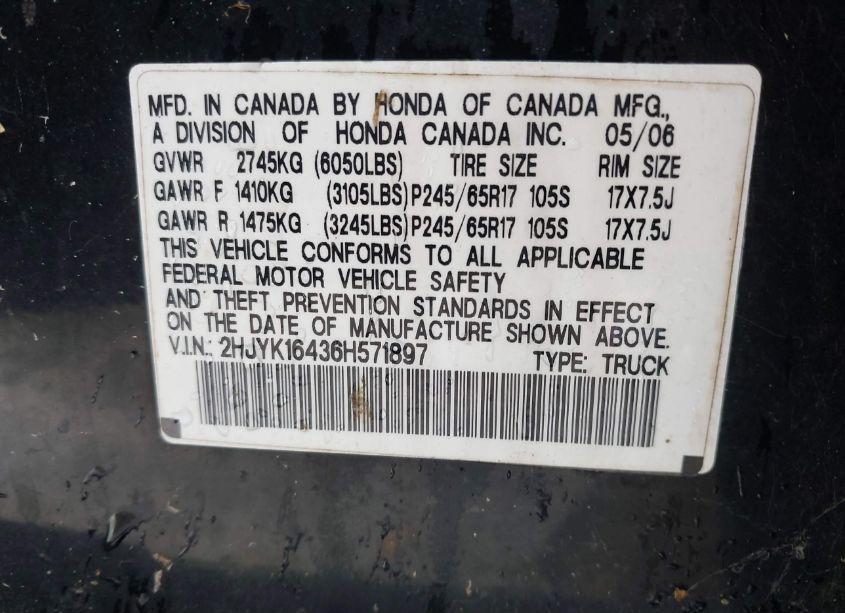 MFD. IN CANADA BY HONDA OF CANADA MFG.,
A DIVISION OF HONDA CANADA INC. 05/06
GVWR 2745KG (6050LBS) TIRE SIZE RIM SIZE
GAWR F 1410KG (3105LBS)P245/65R17 105S 17X7.5J
GAWR R 1475KG (3245LBS)P245/65R17 105S 17X7.5J
THIS VEHICLE CONFORMS TO ALL APPLICABLE
FEDERAL MOTOR VEHICLE SAFETY
AND THEFT PREVENTION STANDARDS IN EFFECT
ON THE DATE OF MANUFACTURE SHOWN ABOVE.
V.I.N.: 2HJYK16436H571897 TYPE: TRUCK